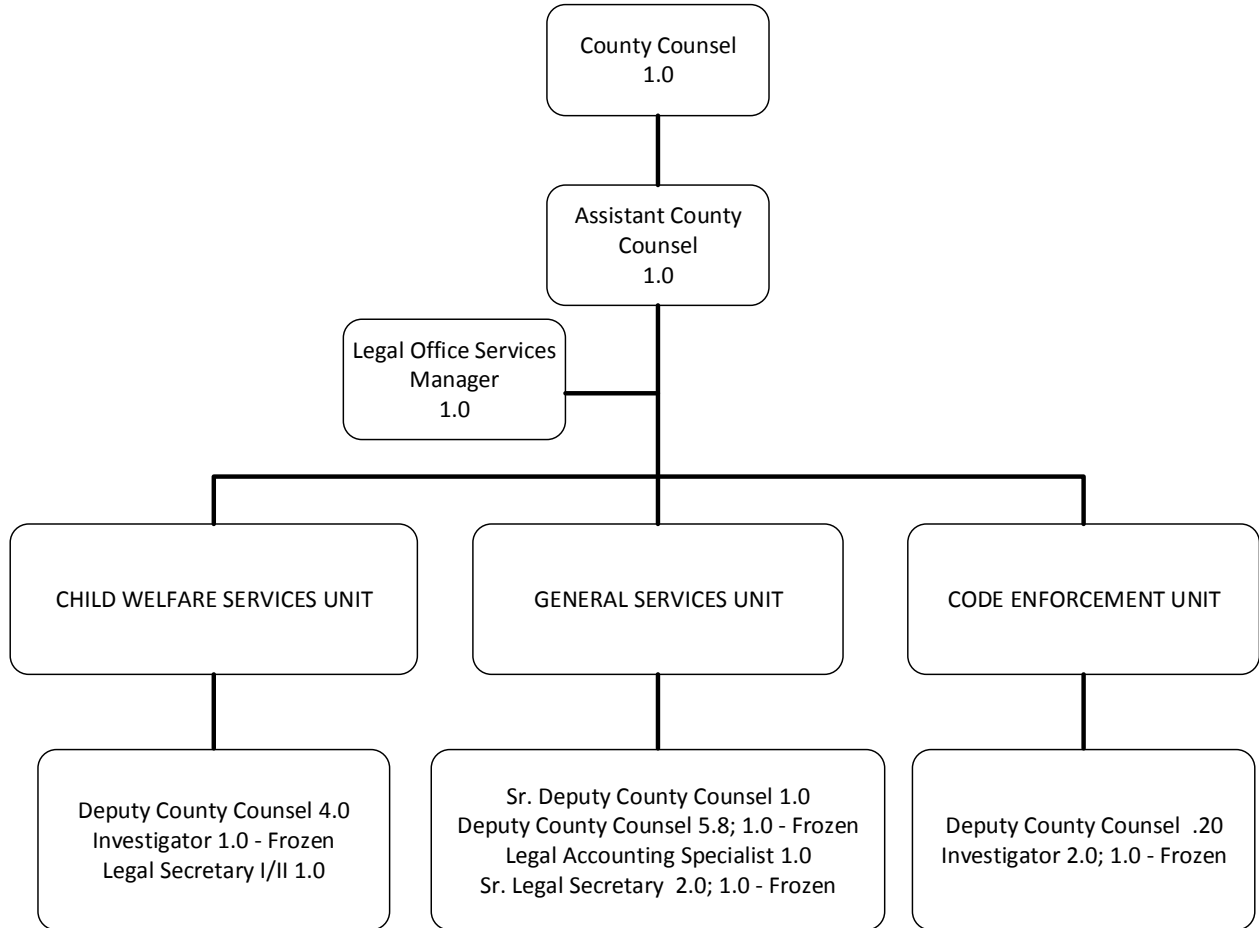 County Counsel
1.0
Assistant County
Counsel
1.0
Legal Office Services
Manager
1.0
CHILD WELFARE SERVICES UNIT
GENERAL SERVICES UNIT
CODE ENFORCEMENT UNIT
Deputy County Counsel 4.0
Investigator 1.0 - Frozen
Legal Secretary I/II 1.0
Sr. Deputy County Counsel 1.0
Deputy County Counsel 5.8; 1.0 - Frozen
Legal Accounting Specialist 1.0
Sr. Legal Secretary  2.0; 1.0 - Frozen
Deputy County Counsel  .20
Investigator 2.0; 1.0 - Frozen